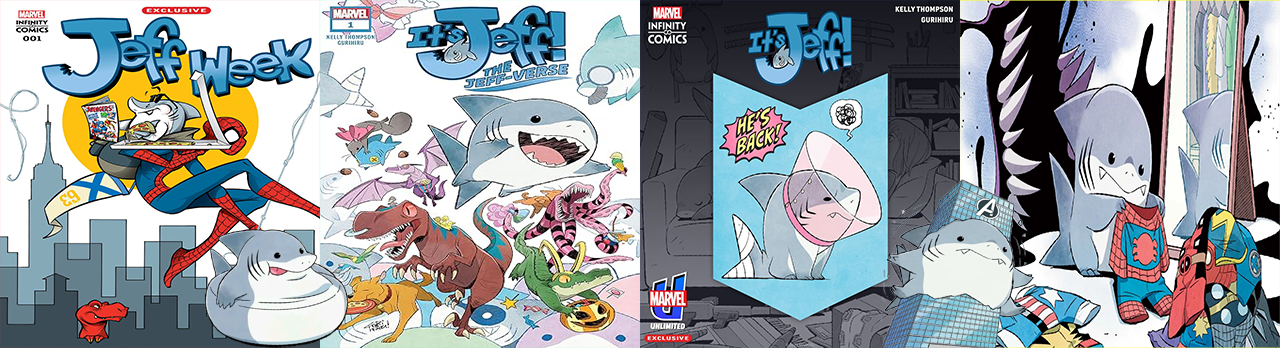 EXCLUSIVE
MARVEL
INFINITY
COMICS
001
Jeff Week
AVENGERS
63
MARVEL
1
KELLY THOMPSON
GURIHIRU
It's Jeff!
THE
JEFF-VERSE
MARVEL
INFINITY
COMICS
KELLY THOMPSON
GURIHIRU
It's Jeff!
HE'S
BACK!
MARVEL
UNLIMITED
EXCLUSIVE
A